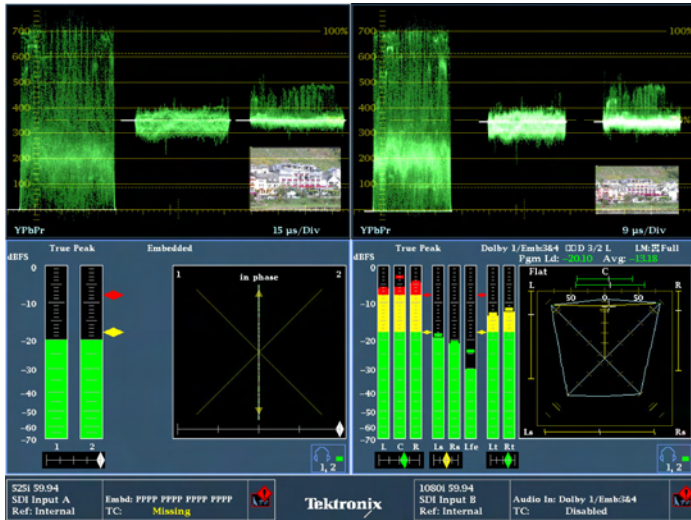 700
100%
600
500
400
300
200
100
YPbPr
15 µs/Div
700
100%
600
500
400
300
200
100
YPbPr
9 µs/Div
True Peak
Embedded
dBFS
0
-10
-20
-30
-40
-50
-60
-70
1 2
1
2
in phase
1, 2
True Peak
Dolby 1/Emb:3&4
D 3/2 L
LM:
Full
Pgm Ld: -20.10 Avg: -13.18
dBFS
0
-10
-20
-30
-40
-50
-60
-70
L C R Ls Rs Lfe Lt Rt
Flat
C
L
R
50 0 50
Ls
Rs
1, 2
525i 59.94
SDI Input A
Ref: Internal
Embd: PPPP PPPP PPPP PPPP
TC: Missing
Tektronix
1080i 59.94
SDI Input B
Ref: Internal
Audio In: Dolby 1/Emb:3&4
TC: Disabled